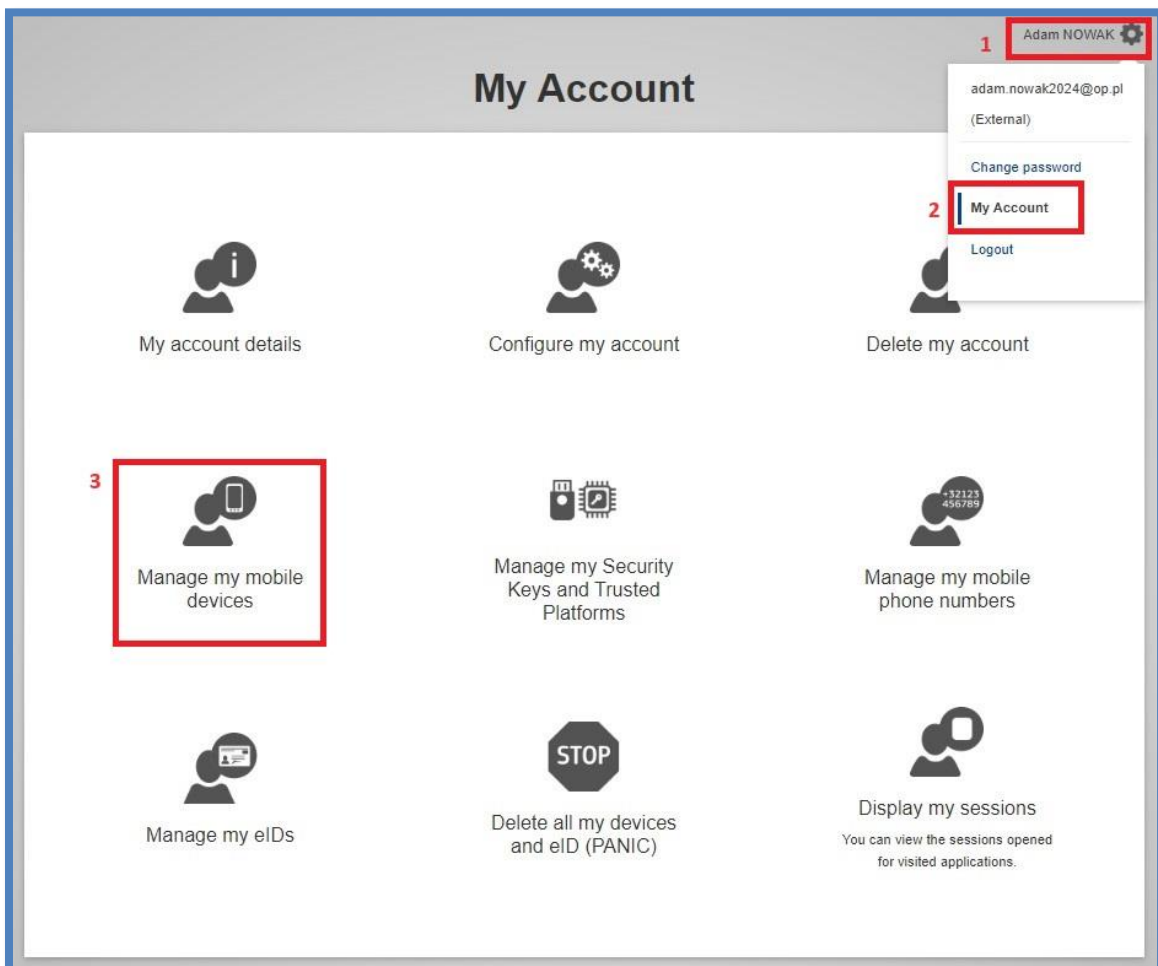 1
Adam NOWAK
My Account
adam.nowak2024@op.pl
(External)
Change password
2
My Account
Logout
My account details
Configure my account
Delete my account
3
+32123
456789
Manage my mobile
devices
Manage my Security
Keys and Trusted
Platforms
Manage my mobile
phone numbers
STOP
Manage my eIDs
Delete all my devices
and eID (PANIC)
Display my sessions
You can view the sessions opened
for visited applications.